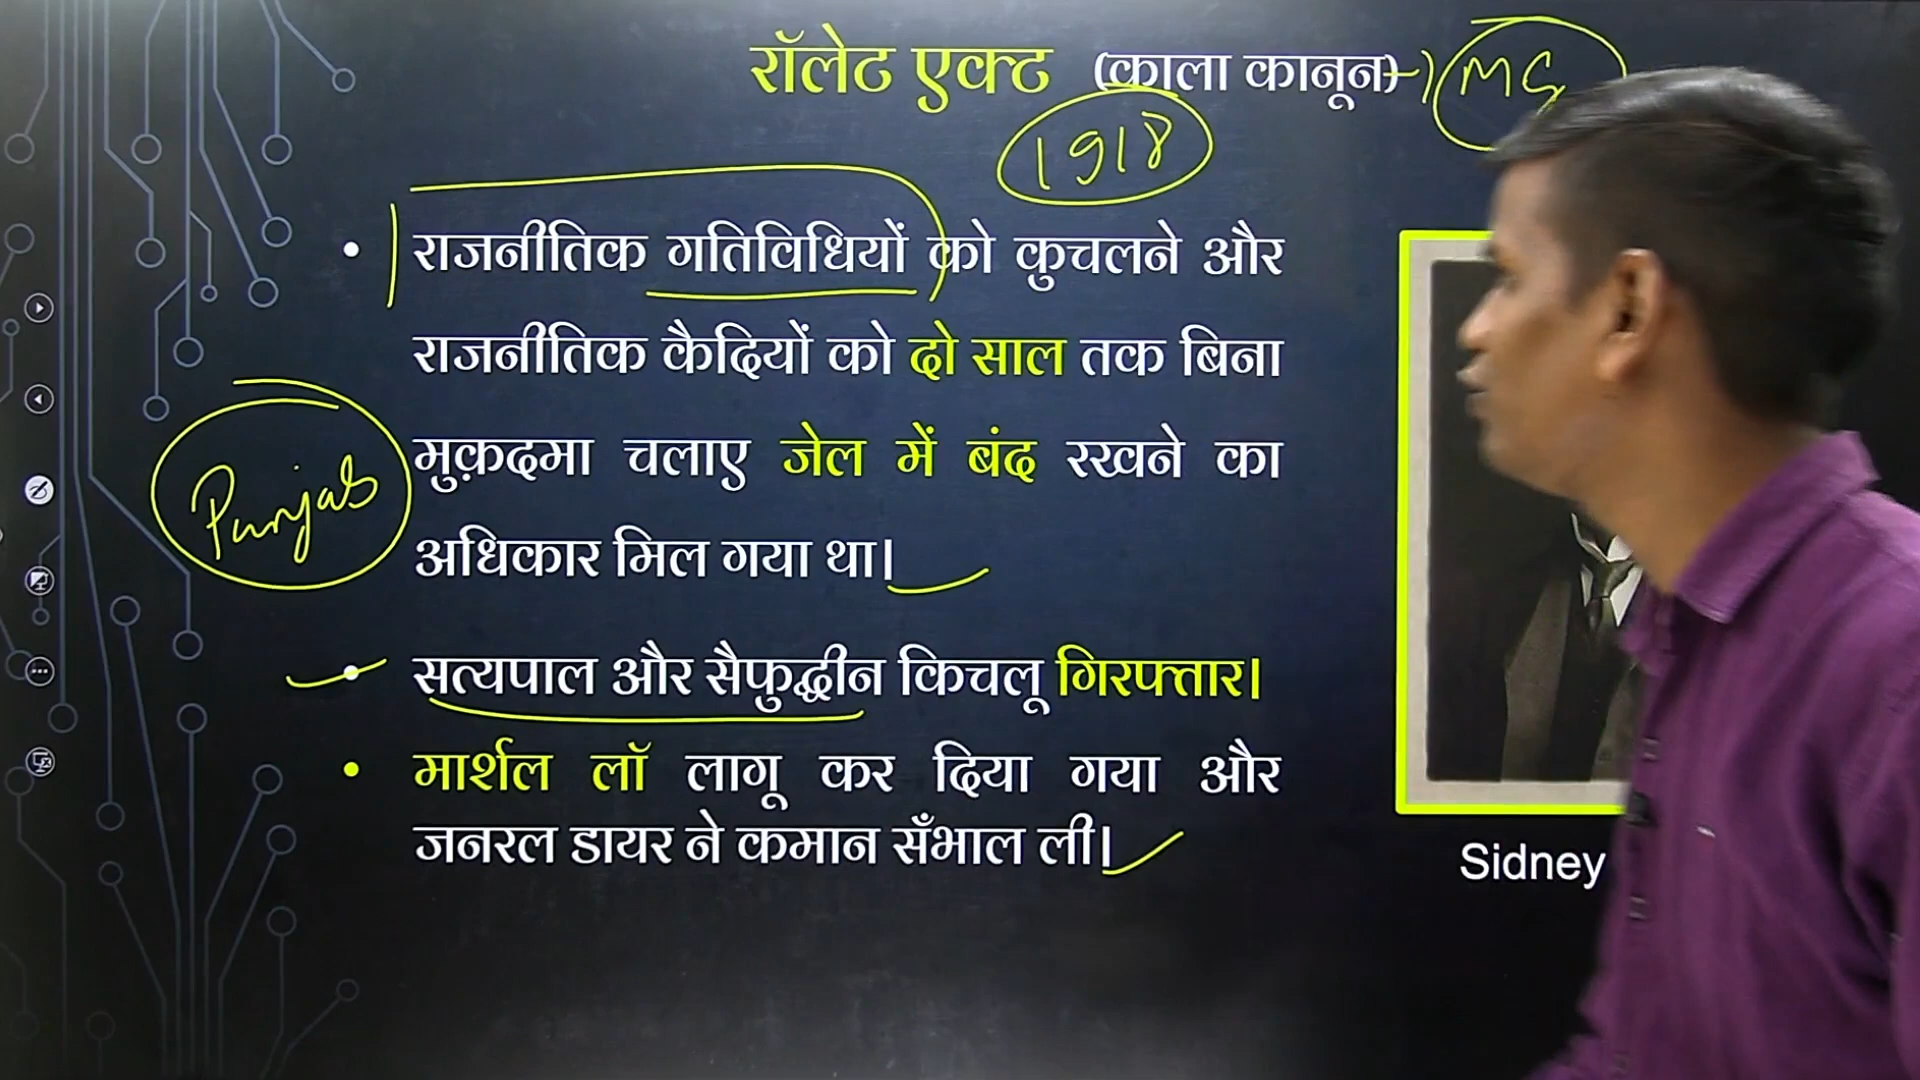 रॉलेट एक्ट (काला कानून) → MG
1918
• राजनीतिक गतिविधियों को कुचलने और
राजनीतिक कैदियों को दो साल तक बिना
मुक़दमा चलाए जेल में बंद रखने का
अधिकार मिल गया था।
Punjab
• सत्यपाल और सैफुद्धीन किचलू गिरफ्तार।
• मार्शल लॉ लागू कर दिया गया और
जनरल डायर ने कमान सँभाल ली।
Sidney